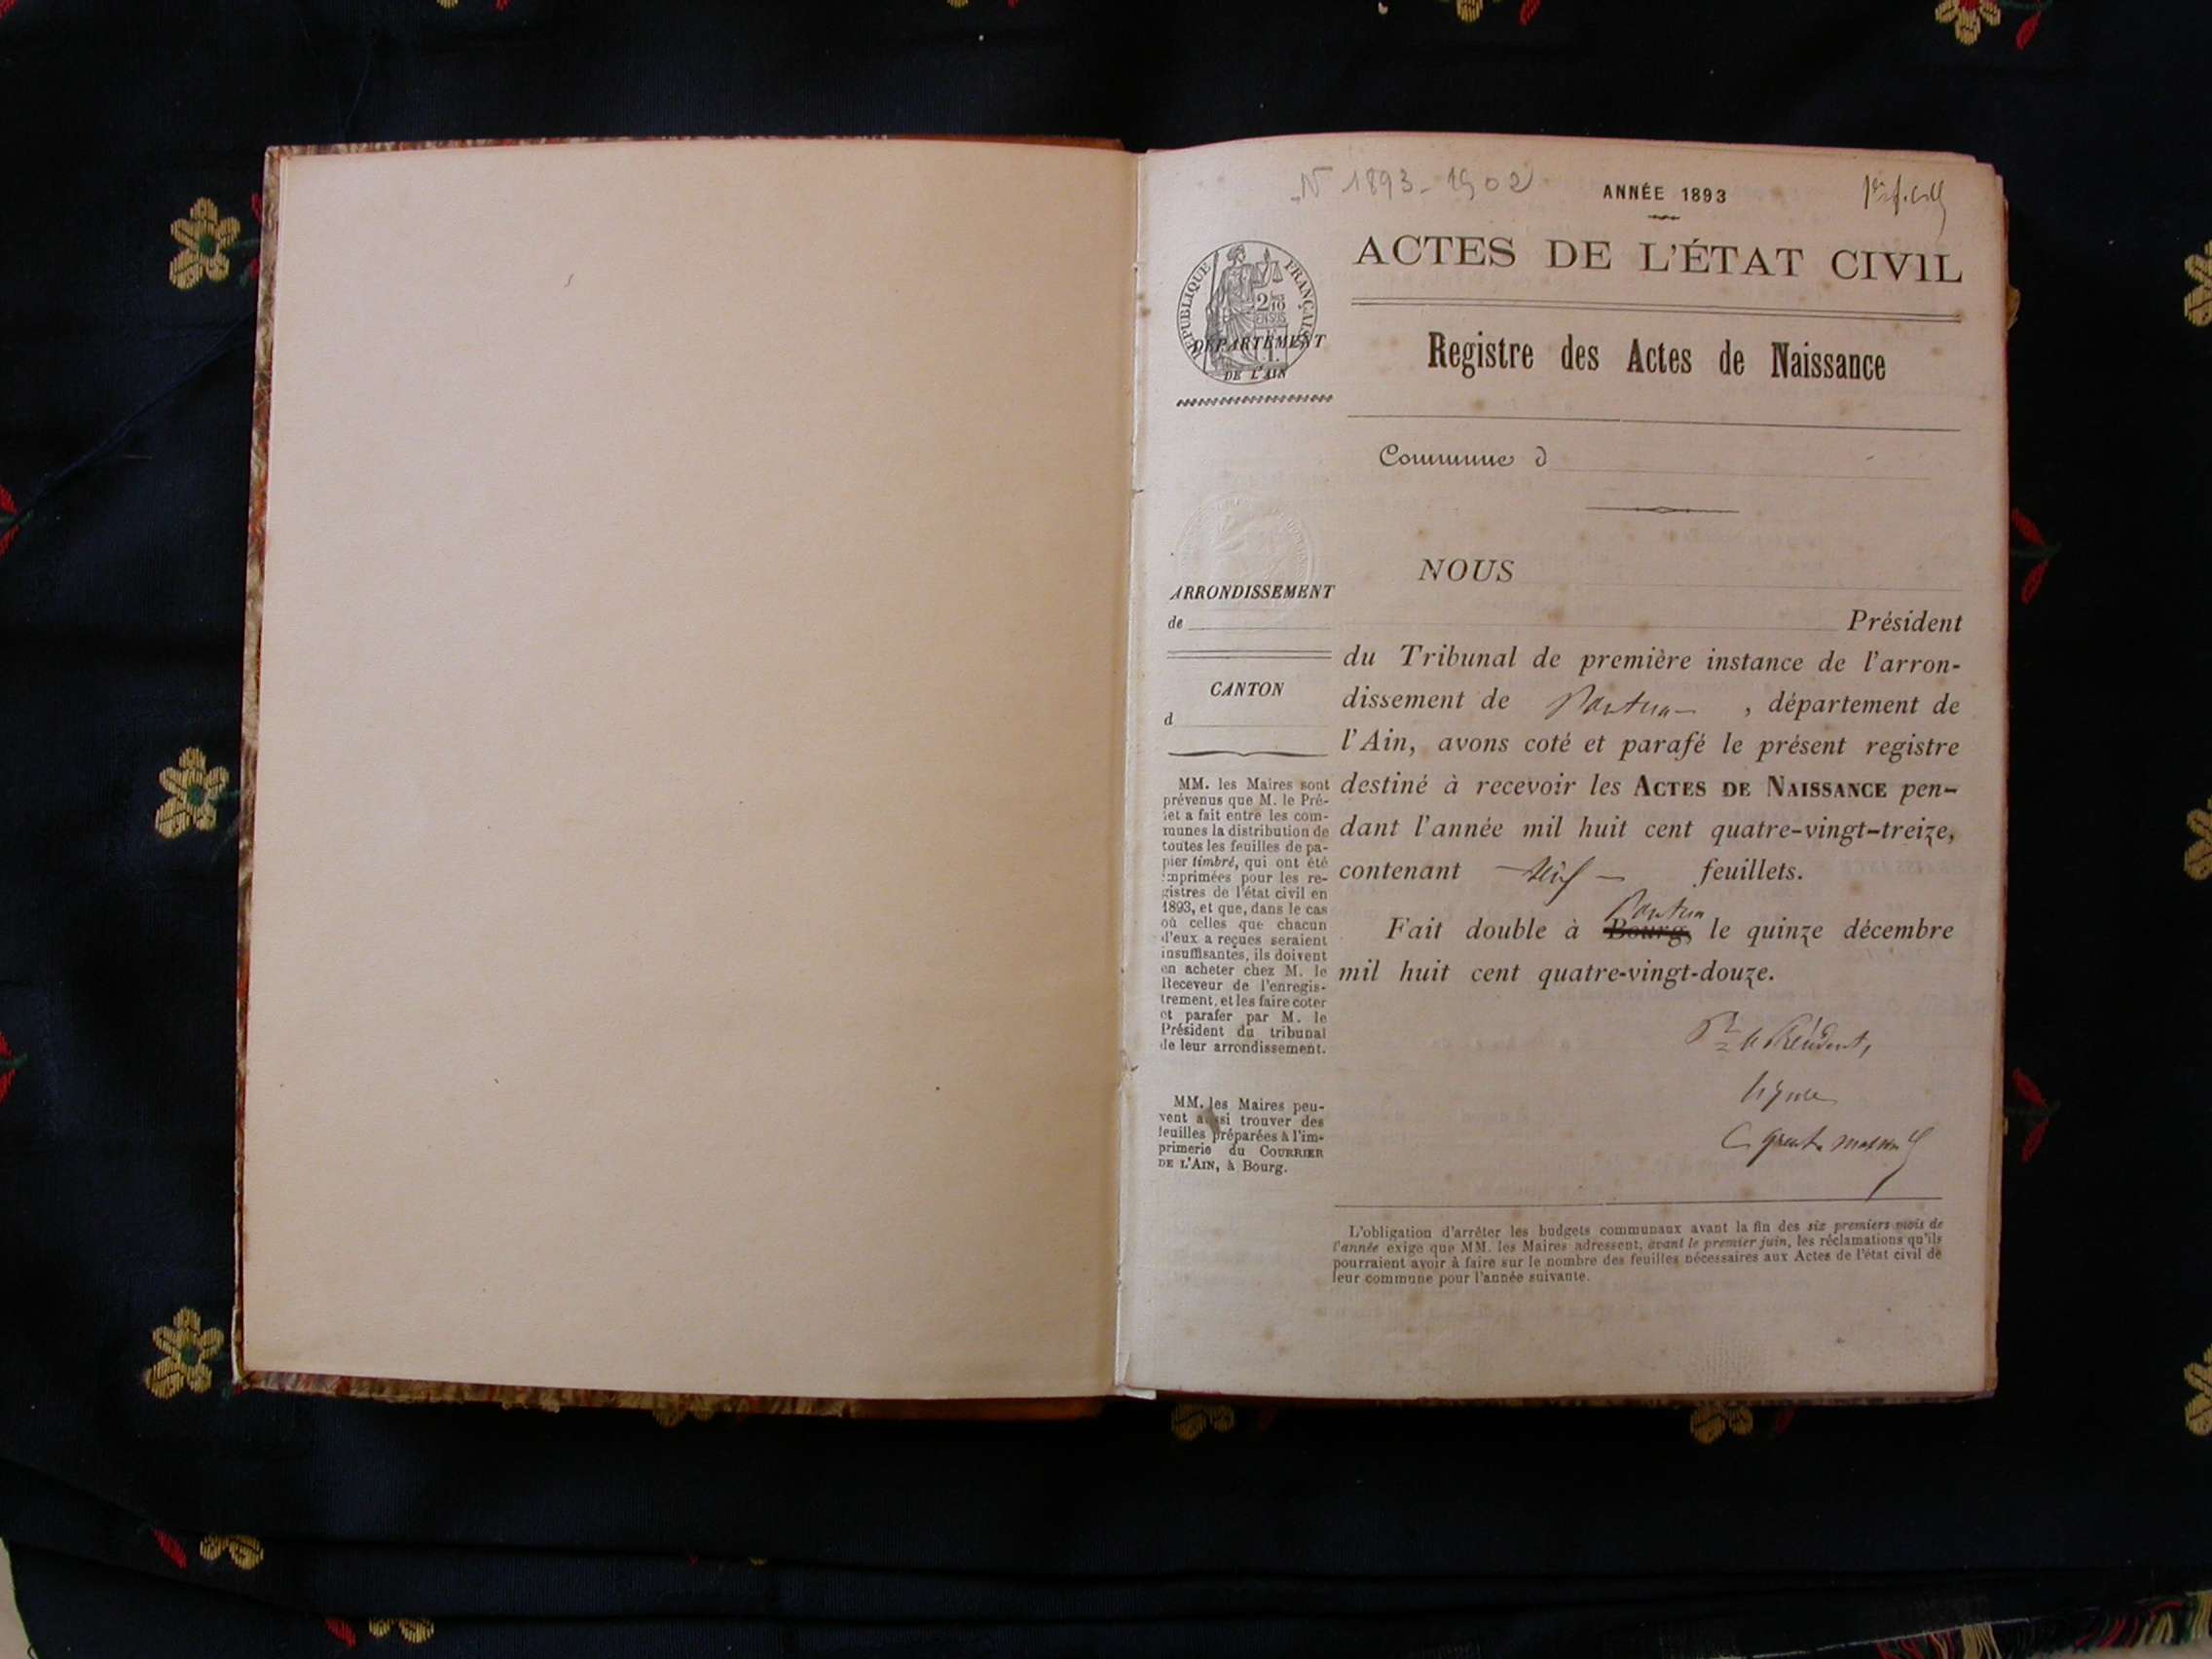 N 1893-1902
ANNÉE 1893
ACTES DE L'ÉTAT CIVIL
RÉPUBLIQUE FRANÇAISE
DÉPARTEMENT
DE L'AIN
Registre des Actes de Naissance
Commune d
ARRONDISSEMENT
de
CANTON
d
MM. les Maires sont
prévenus que M. le Pré-
fet a fait entre les com-
munes la distribution de
toutes les feuilles de pa-
pier timbré, qui ont été
imprimées pour les re-
gistres de l'état civil en
1893, et que, dans le cas
où celles que chacun
d'eux a reçues seraient
insuffisantes, ils doivent
en acheter chez M. le
Receveur de l'enregis-
trement, et les faire coter
et parafer par M. le
Président du tribunal
de leur arrondissement.
MM. les Maires peu-
vent aussi trouver des
feuilles préparées à l'im-
primerie du COURRIER
DE L'AIN, à Bourg.
NOUS
Président
du Tribunal de première instance de l'arron-
dissement de Nantua , département de
l'Ain, avons coté et parafé le présent registre
destiné à recevoir les ACTES DE NAISSANCE pen-
dant l'année mil huit cent quatre-vingt-treize,
contenant feuillets.
Nantua
Fait double à Bourg, le quinze décembre
mil huit cent quatre-vingt-douze.
Pr le Président,
L'obligation d'arrêter les budgets communaux avant la fin des six premiers mois de
l'année exige que MM. les Maires adressent, avant le premier juin, les réclamations qu'ils
pourraient avoir à faire sur le nombre des feuilles nécessaires aux Actes de l'état civil de
leur commune pour l'année suivante.